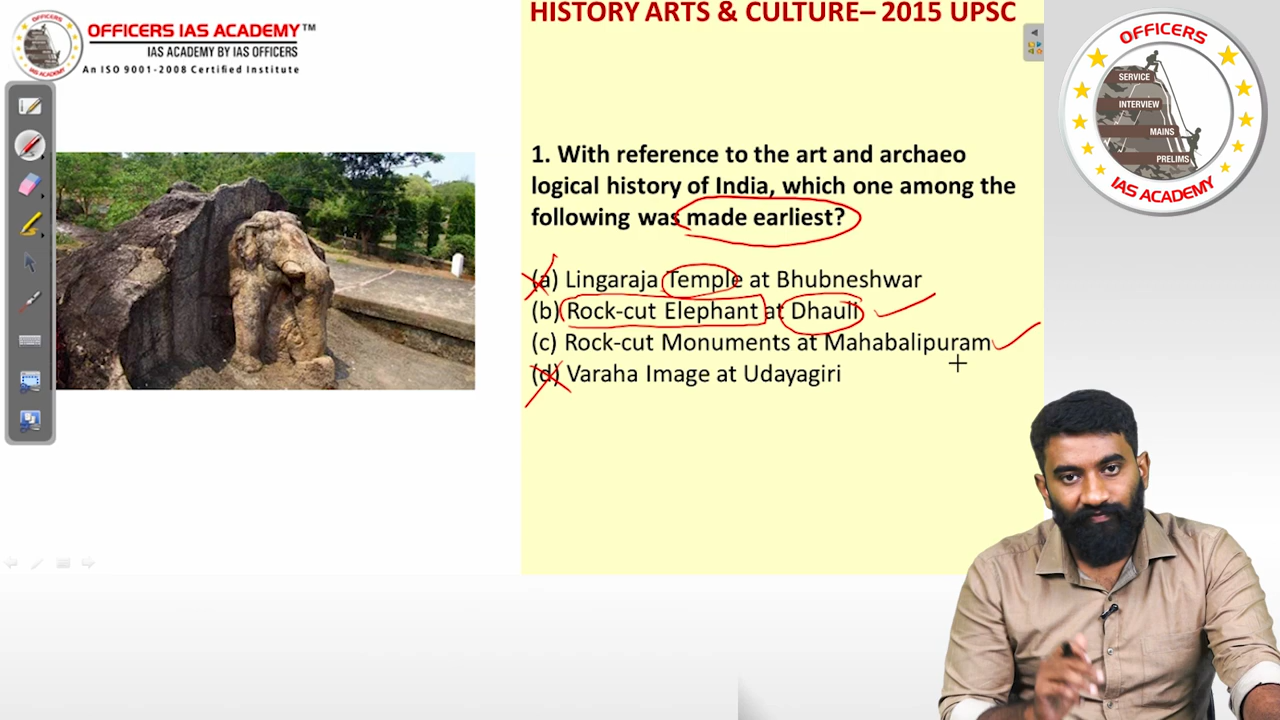 OFFICERS IAS ACADEMY™
IAS ACADEMY BY IAS OFFICERS
An ISO 9001-2008 Certified Institute
HISTORY ARTS & CULTURE– 2015 UPSC
1. With reference to the art and archaeo
logical history of India, which one among the
following was made earliest?
(a) Lingaraja Temple at Bhubneshwar
(b) Rock-cut Elephant at Dhauli
(c) Rock-cut Monuments at Mahabalipuram
(d) Varaha Image at Udayagiri
OFFICERS
SERVICE
INTERVIEW
MAINS
PRELIMS
IAS ACADEMY